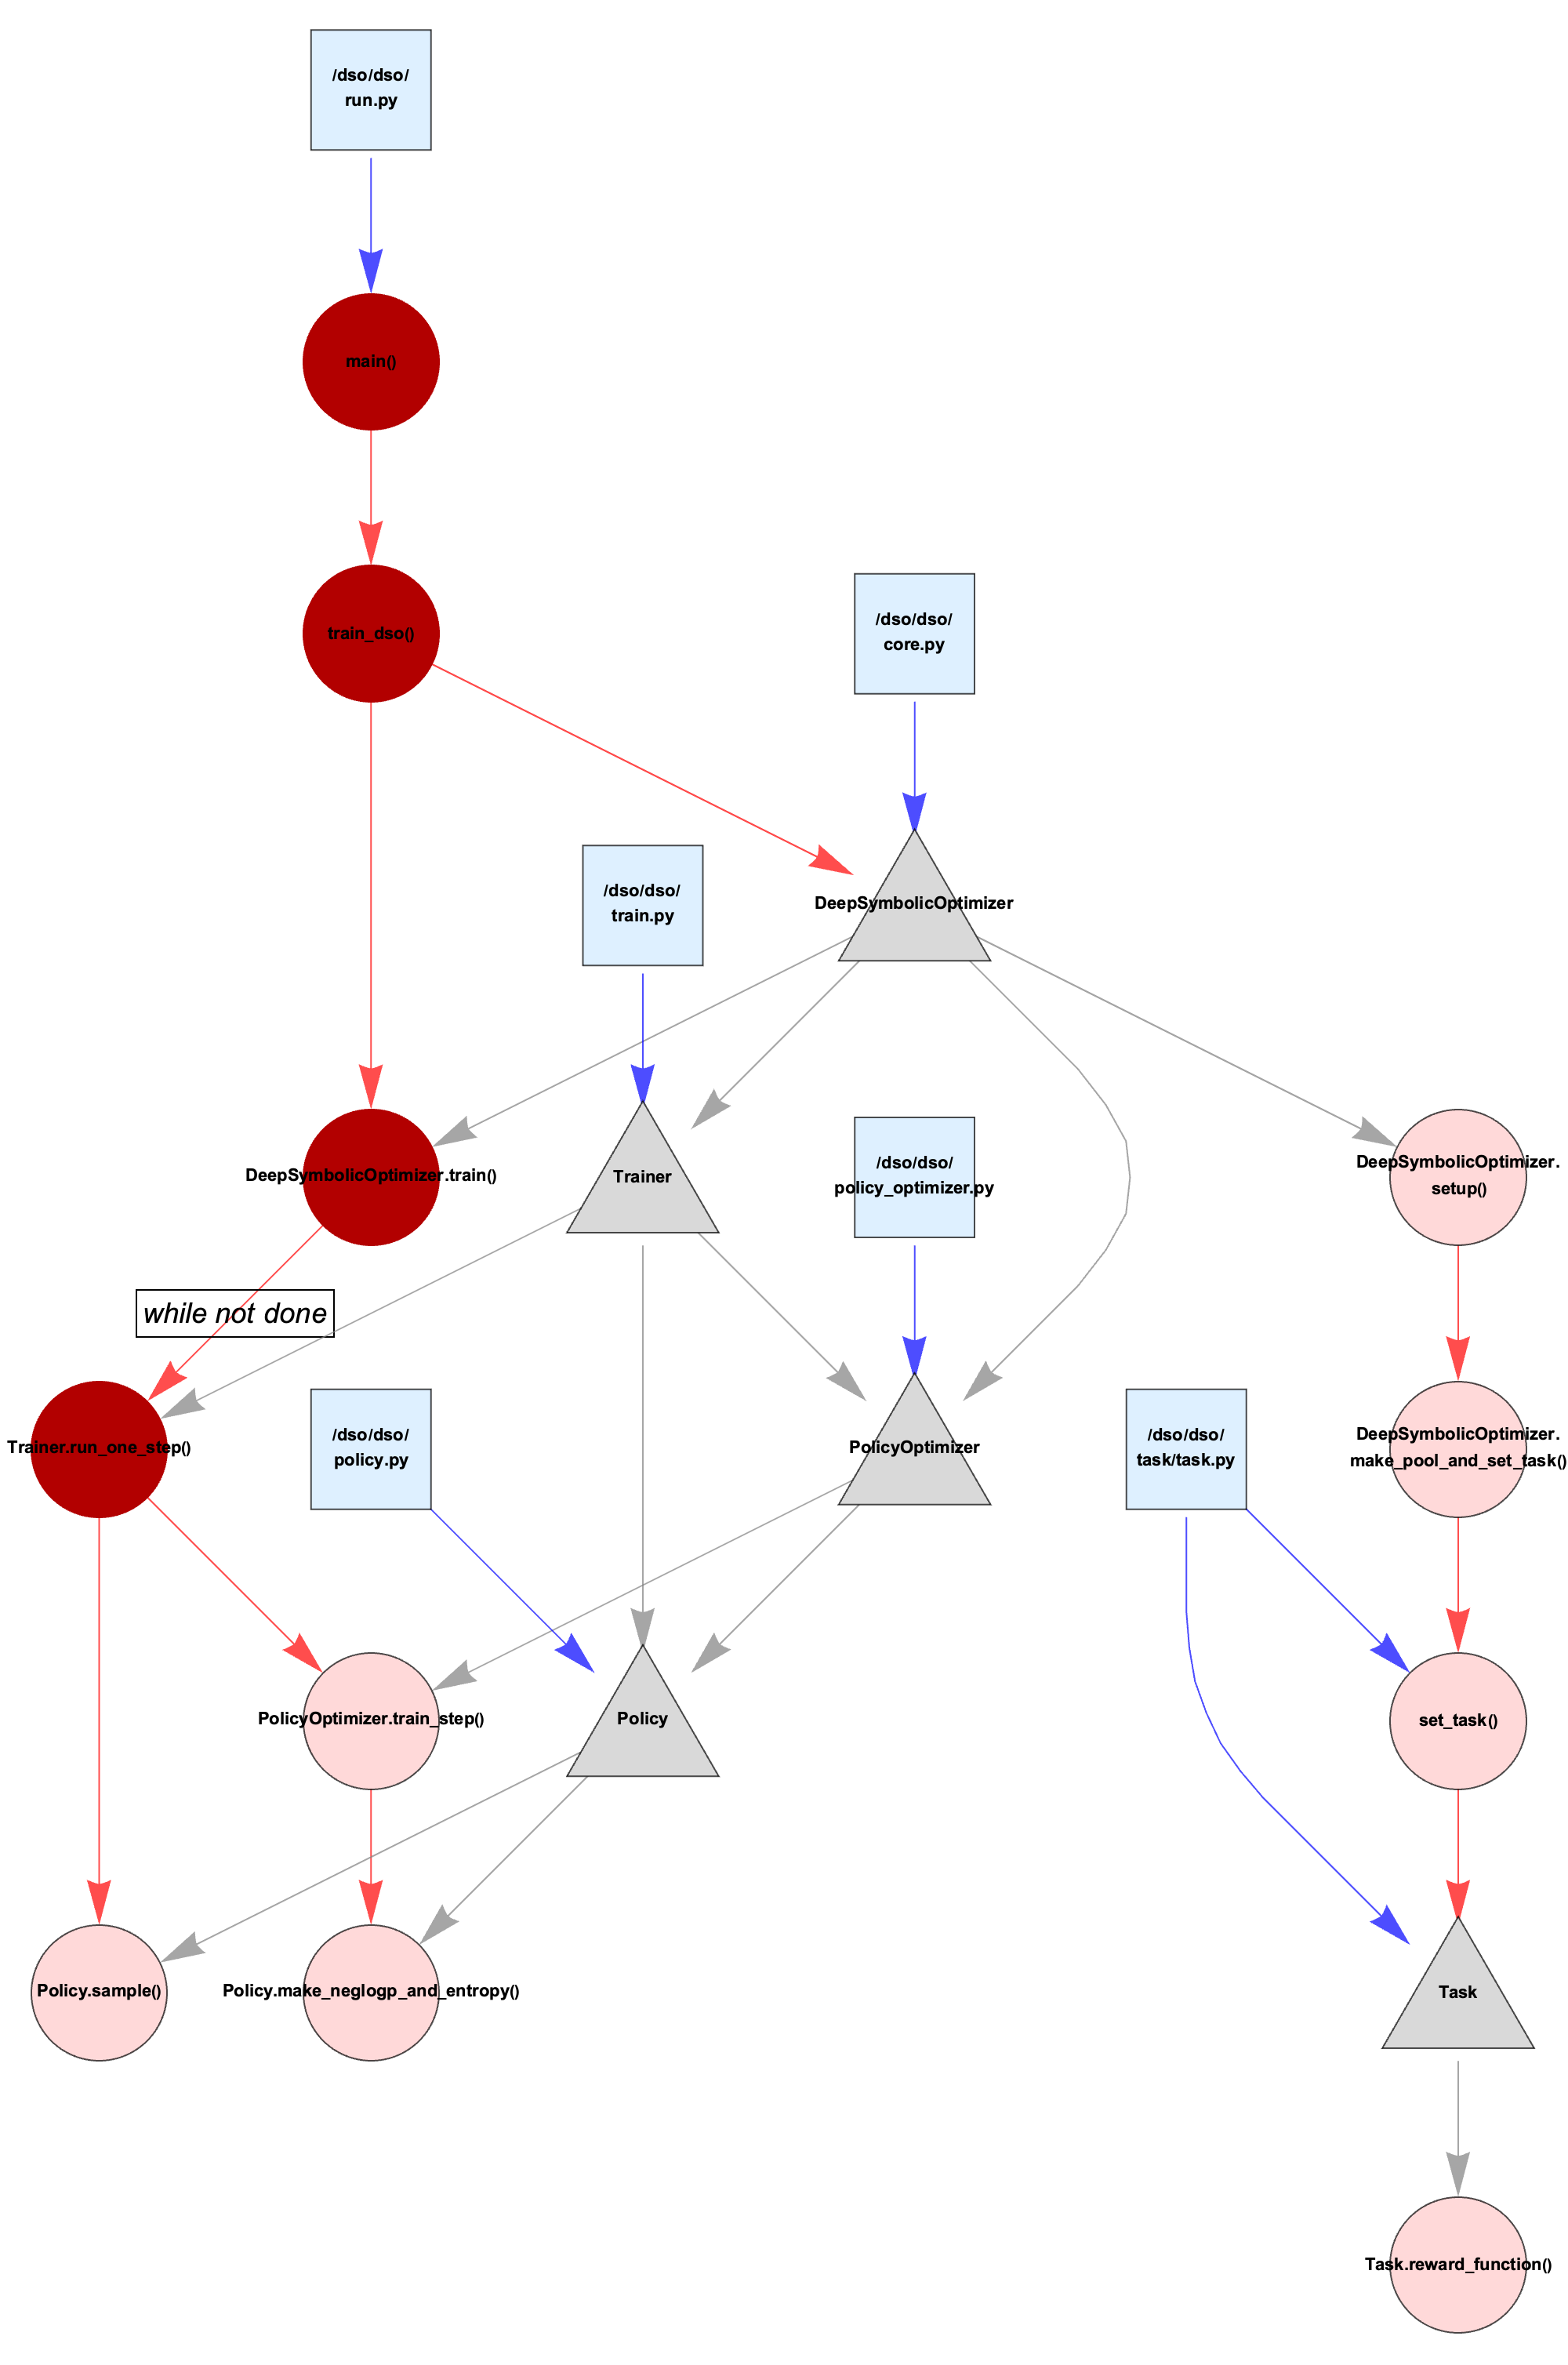 /dso/dso/
run.py
main()
train_dso()
/dso/dso/
core.py
/dso/dso/
train.py
DeepSymbolicOptimizer
DeepSymbolicOptimizer.train()
Trainer
/dso/dso/
policy_optimizer.py
DeepSymbolicOptimizer.
setup()
while not done
Trainer.run_one_step()
/dso/dso/
policy.py
PolicyOptimizer
/dso/dso/
task/task.py
DeepSymbolicOptimizer.
make_pool_and_set_task()
PolicyOptimizer.train_step()
Policy
set_task()
Policy.sample()
Policy.make_neglogp_and_entropy()
Task
Task.reward_function()